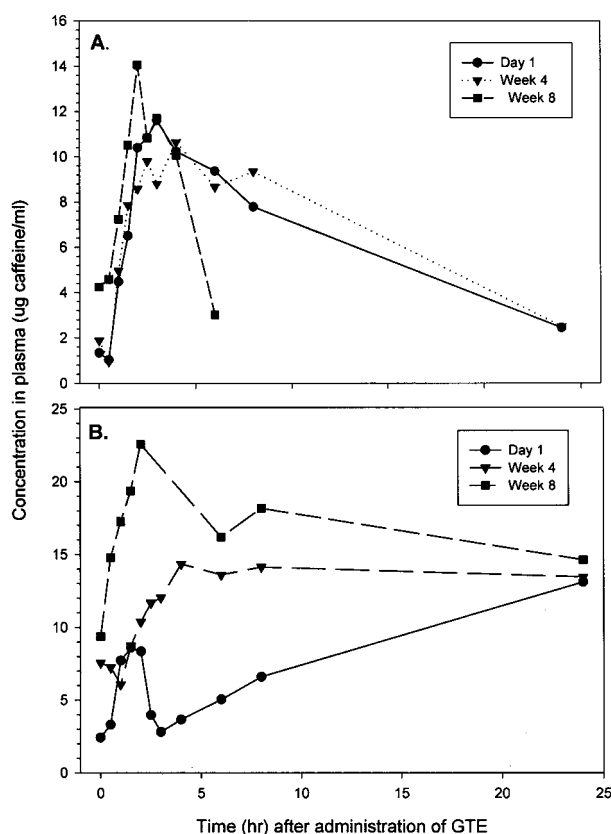 A.
Day 1
Week 4
Week 8
16
14
12
10
8
6
4
2
0
Concentration in plasma (ug caffeine/ml)
B.
Day 1
Week 4
Week 8
25
20
15
10
5
0
0 5 10 15 20 25
Time (hr) after administration of GTE